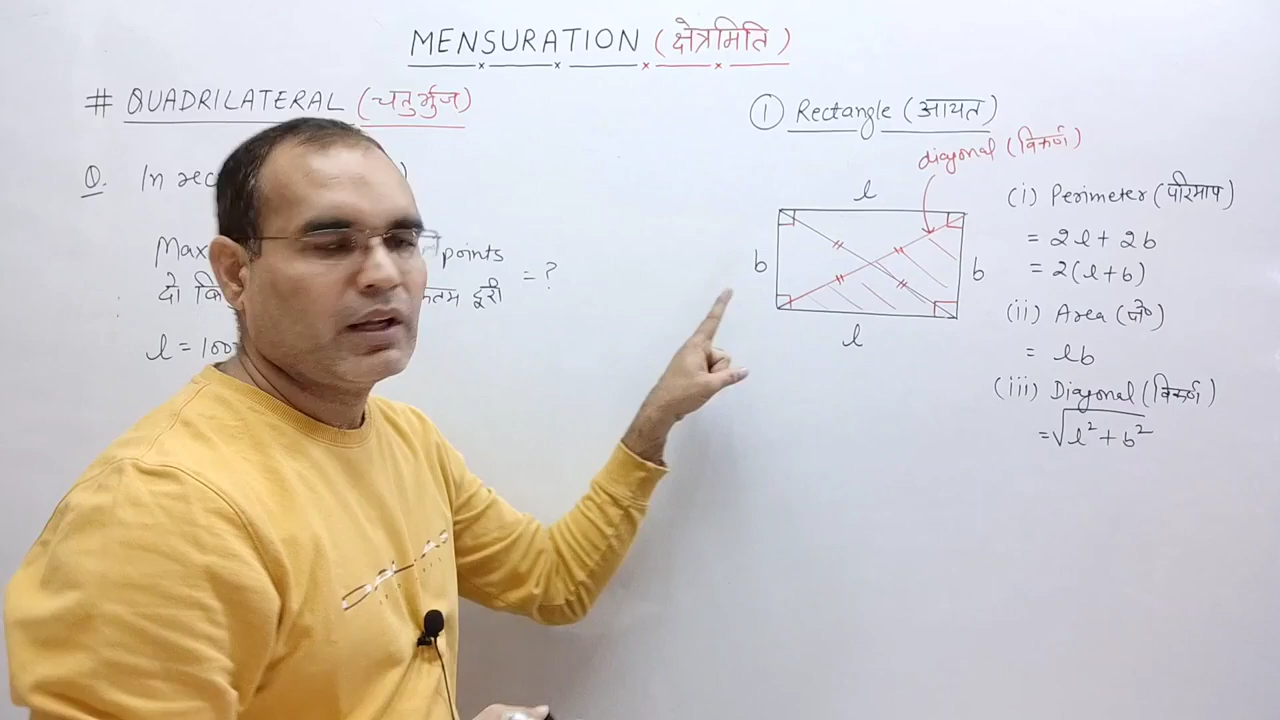 MENSURATION (क्षेत्रमिति)
# QUADRILATERAL (चतुर्भुज)
Q. In rec )
Max points
दो दूरी = ?
l = 100
① Rectangle (आयत)
diagonal (विकर्ण)
l
b
b
l
(i) Perimeter (परिमाप)
= 2l + 2b
= 2(l + b)
(ii) Area (क्षे०)
= lb
(iii) Diagonal (विकर्ण)
= √l² + b²